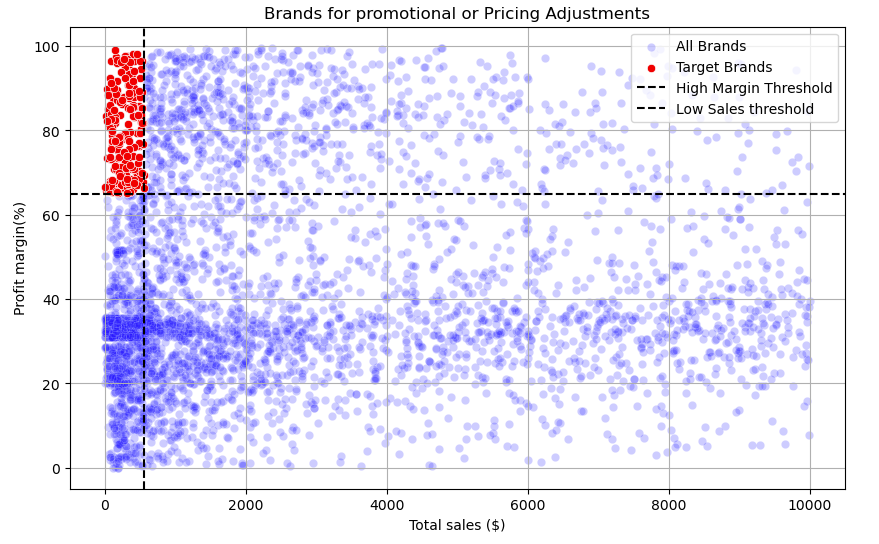 Brands for promotional or Pricing Adjustments
All Brands
Target Brands
High Margin Threshold
Low Sales threshold
Profit margin(%)
100
80
60
40
20
0
0 2000 4000 6000 8000 10000
Total sales ($)